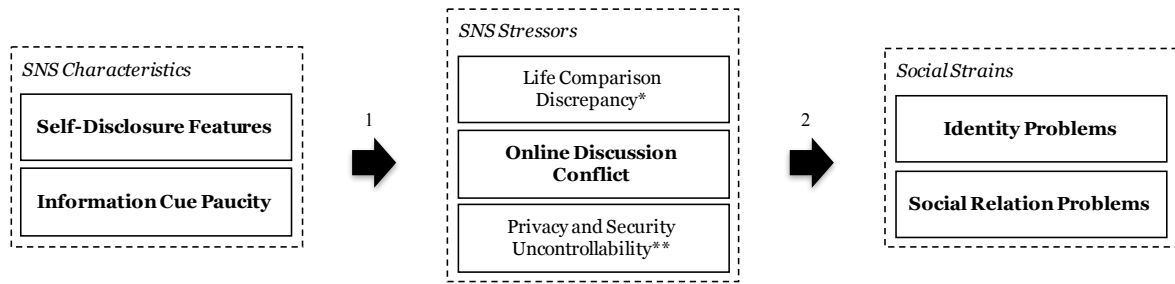 SNS Characteristics
Self-Disclosure Features
Information Cue Paucity
1
SNS Stressors
Life Comparison
Discrepancy*
Online Discussion
Conflict
Privacy and Security
Uncontrollability**
2
Social Strains
Identity Problems
Social Relation Problems